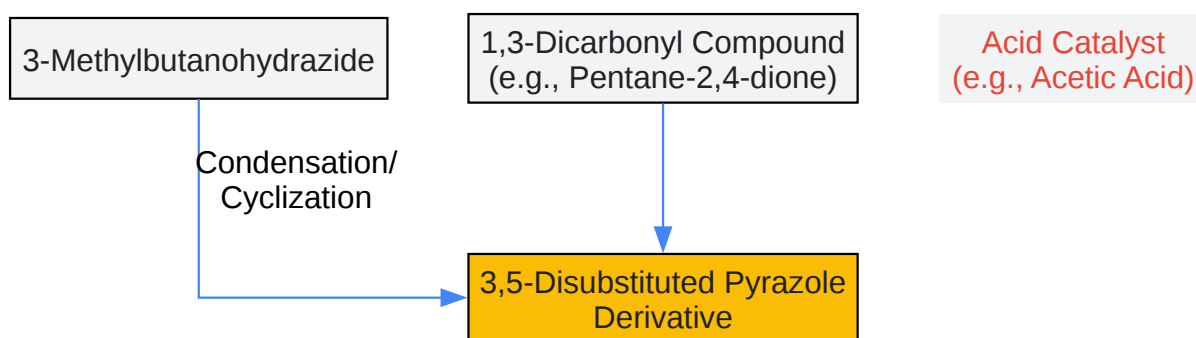 3-Methylbutanohydrazide
1,3-Dicarbonyl Compound
(e.g., Pentane-2,4-dione)
Acid Catalyst
(e.g., Acetic Acid)
Condensation/
Cyclization
3,5-Disubstituted Pyrazole
Derivative